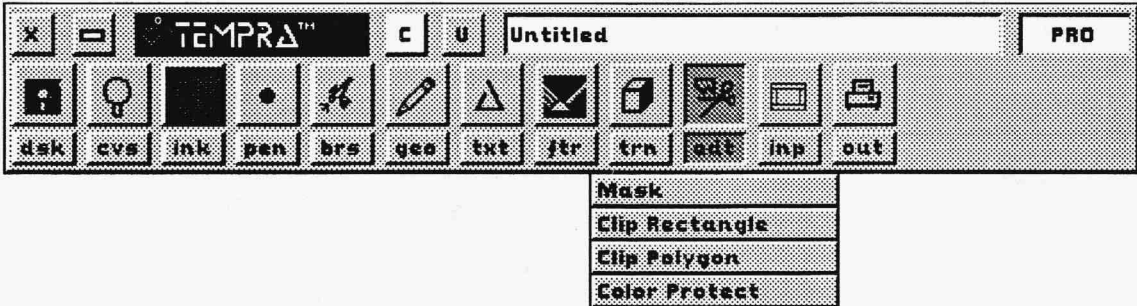 X TEMPRA™ C U Untitled PRO
dsk cvs ink pen brs geo txt ftr trn edt inp out
Mask
Clip Rectangle
Clip Polygon
Color Protect